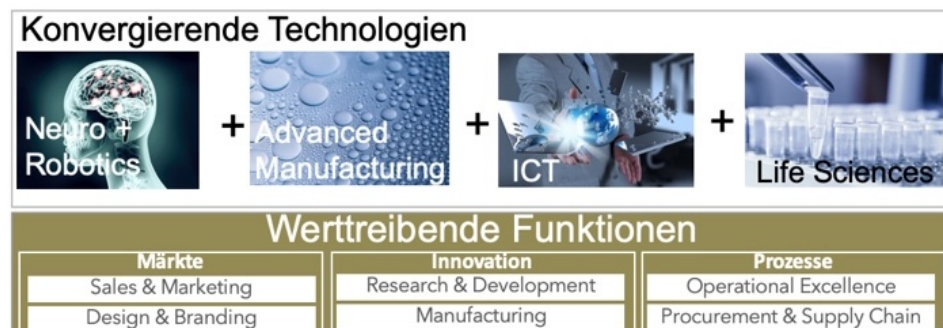 Konvergierende Technologien
Neuro +
Robotics
+
Advanced
Manufacturing
+
ICT
+
Life Sciences
Werttreibende Funktionen
Märkte
Sales & Marketing
Design & Branding
Innovation
Research & Development
Manufacturing
Prozesse
Operational Excellence
Procurement & Supply Chain